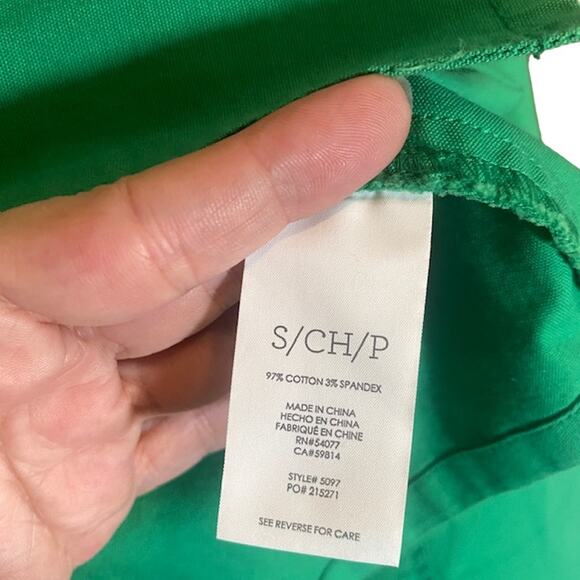 S/CH/P
97% COTTON 3% SPANDEX
MADE IN CHINA
HECHO EN CHINA
FABRIQUÉ EN CHINE
RN#54077
CA#59814
STYLE# 5097
PO# 215271
SEE REVERSE FOR CARE